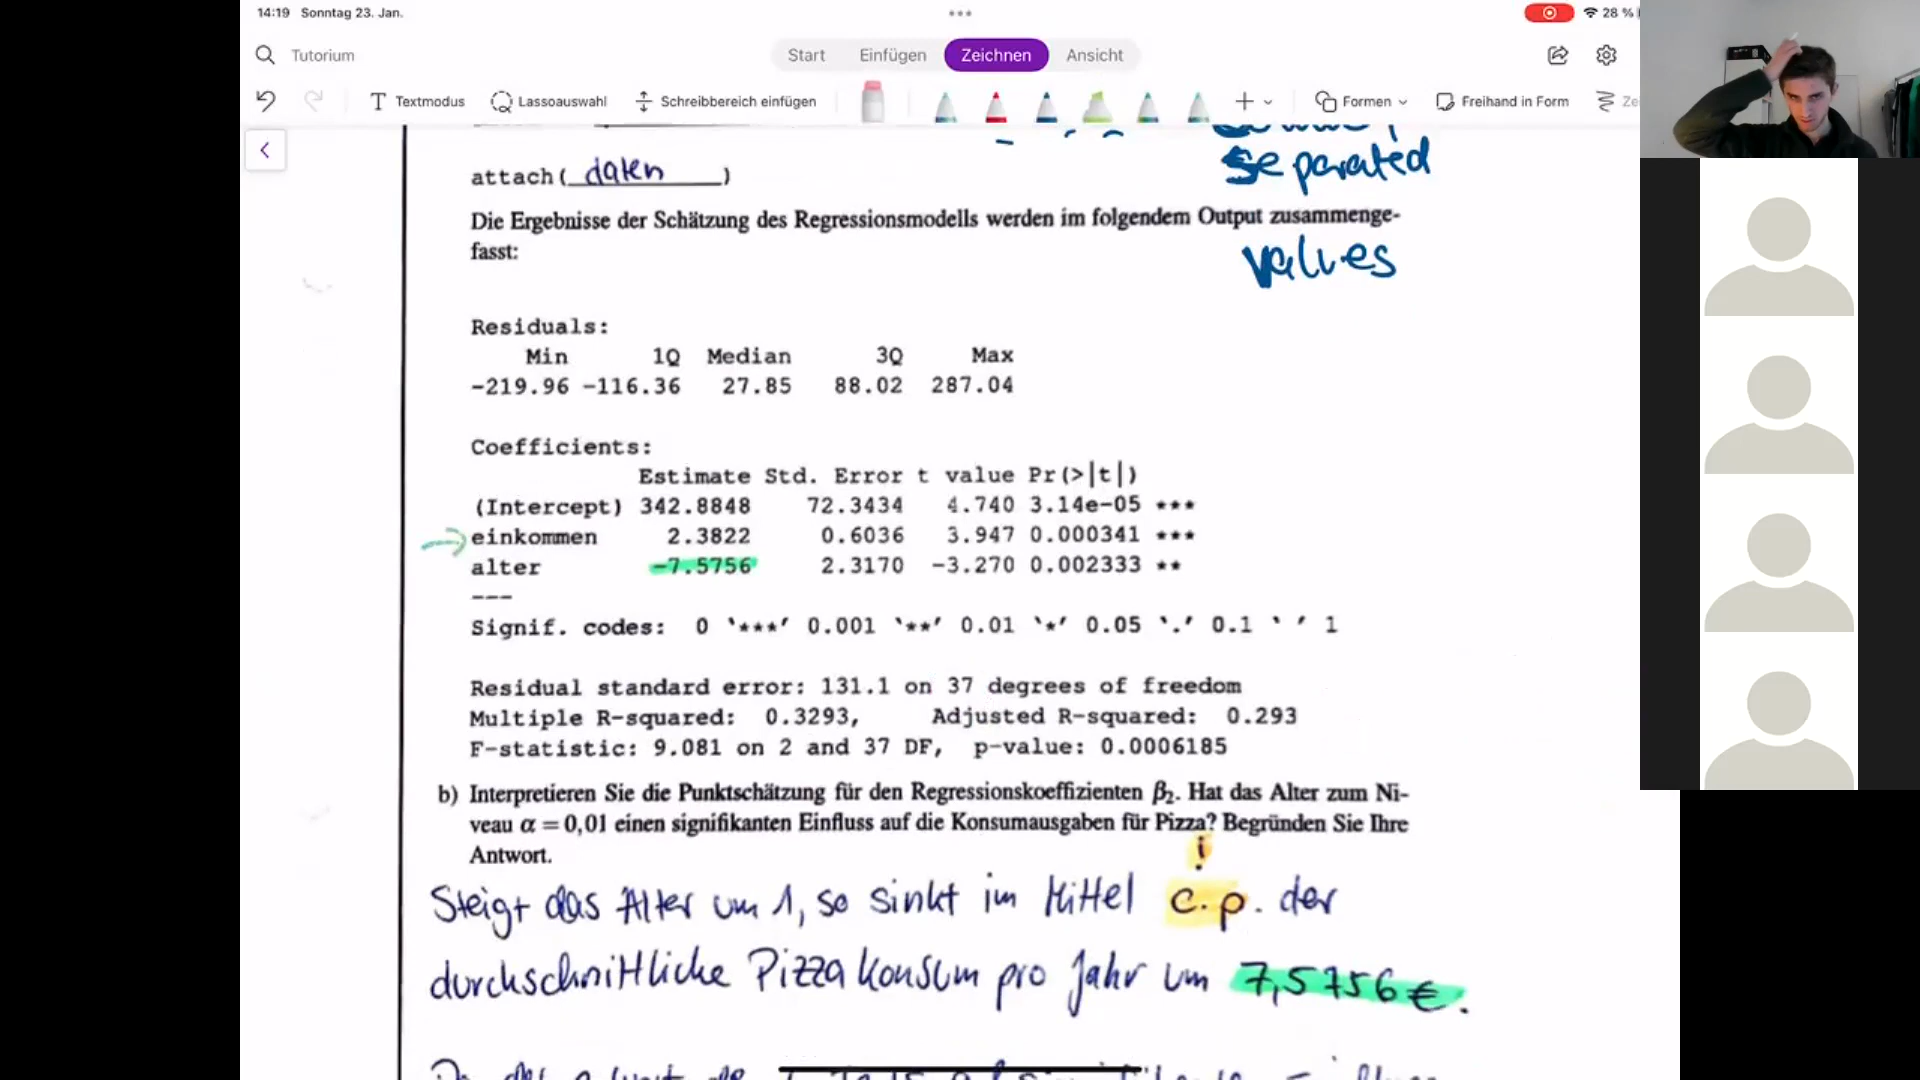 14:19 Sonntag 23. Jan.
28 %
Tutorium
Start Einfügen Zeichnen Ansicht
Textmodus Lassoauswahl Schreibbereich einfügen Formen Freihand in Form
separated
attach( daten )
Die Ergebnisse der Schätzung des Regressionsmodells werden im folgendem Output zusammenge-
fasst:
values
Residuals:
Min 1Q Median 3Q Max
-219.96 -116.36 27.85 88.02 287.04
Coefficients:
Estimate Std. Error t value Pr(>|t|)
(Intercept) 342.8848 72.3434 4.740 3.14e-05 ***
einkommen 2.3822 0.6036 3.947 0.000341 ***
alter -7.5756 2.3170 -3.270 0.002333 **
---
Signif. codes: 0 '***' 0.001 '**' 0.01 '*' 0.05 '.' 0.1 ' ' 1
Residual standard error: 131.1 on 37 degrees of freedom
Multiple R-squared: 0.3293, Adjusted R-squared: 0.293
F-statistic: 9.081 on 2 and 37 DF, p-value: 0.0006185
b) Interpretieren Sie die Punktschätzung für den Regressionskoeffizienten β₂. Hat das Alter zum Ni-
veau α = 0,01 einen signifikanten Einfluss auf die Konsumausgaben für Pizza? Begründen Sie Ihre
Antwort.
!
Steigt das Alter um 1, so sinkt im Mittel c.p. der
durchschnittliche Pizzakonsum pro Jahr um 7,5756€.